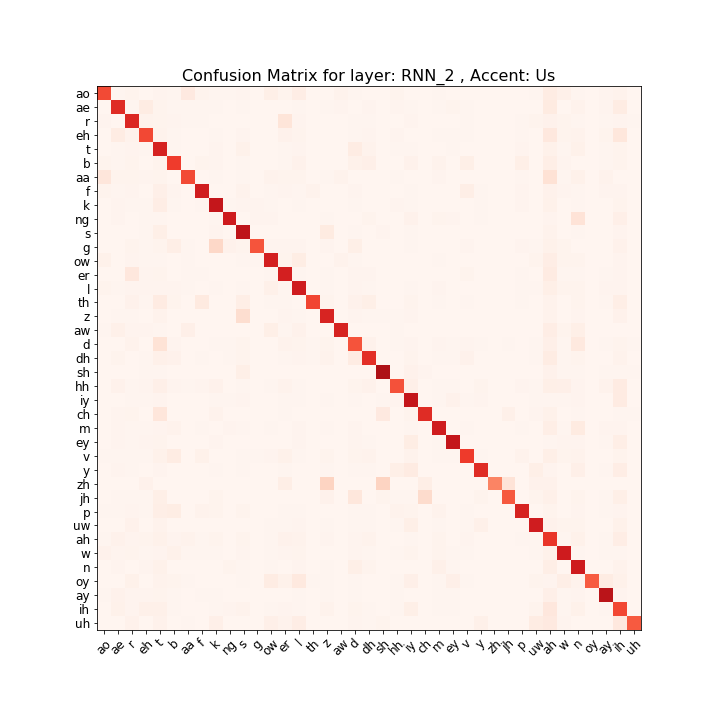 Confusion Matrix for layer: RNN_2 , Accent: Us
ao
ae
r
eh
t
b
aa
f
k
ng
s
g
ow
er
l
th
z
aw
d
dh
sh
hh
iy
ch
m
ey
v
y
zh
jh
p
uw
ah
w
n
oy
ay
ih
uh
ao ae r eh t b aa f k ng s g ow er l th z aw d dh sh hh iy ch m ey v y zh jh p uw ah w n oy ay ih uh